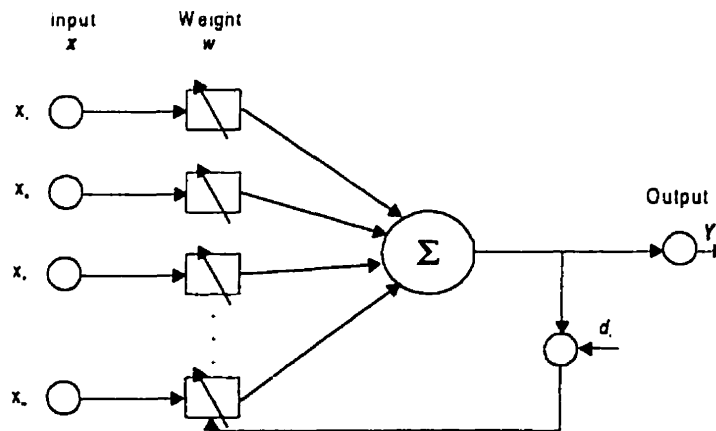 Input Weight
x w
x.
x.
Output
Y
Σ
x.
d.
x